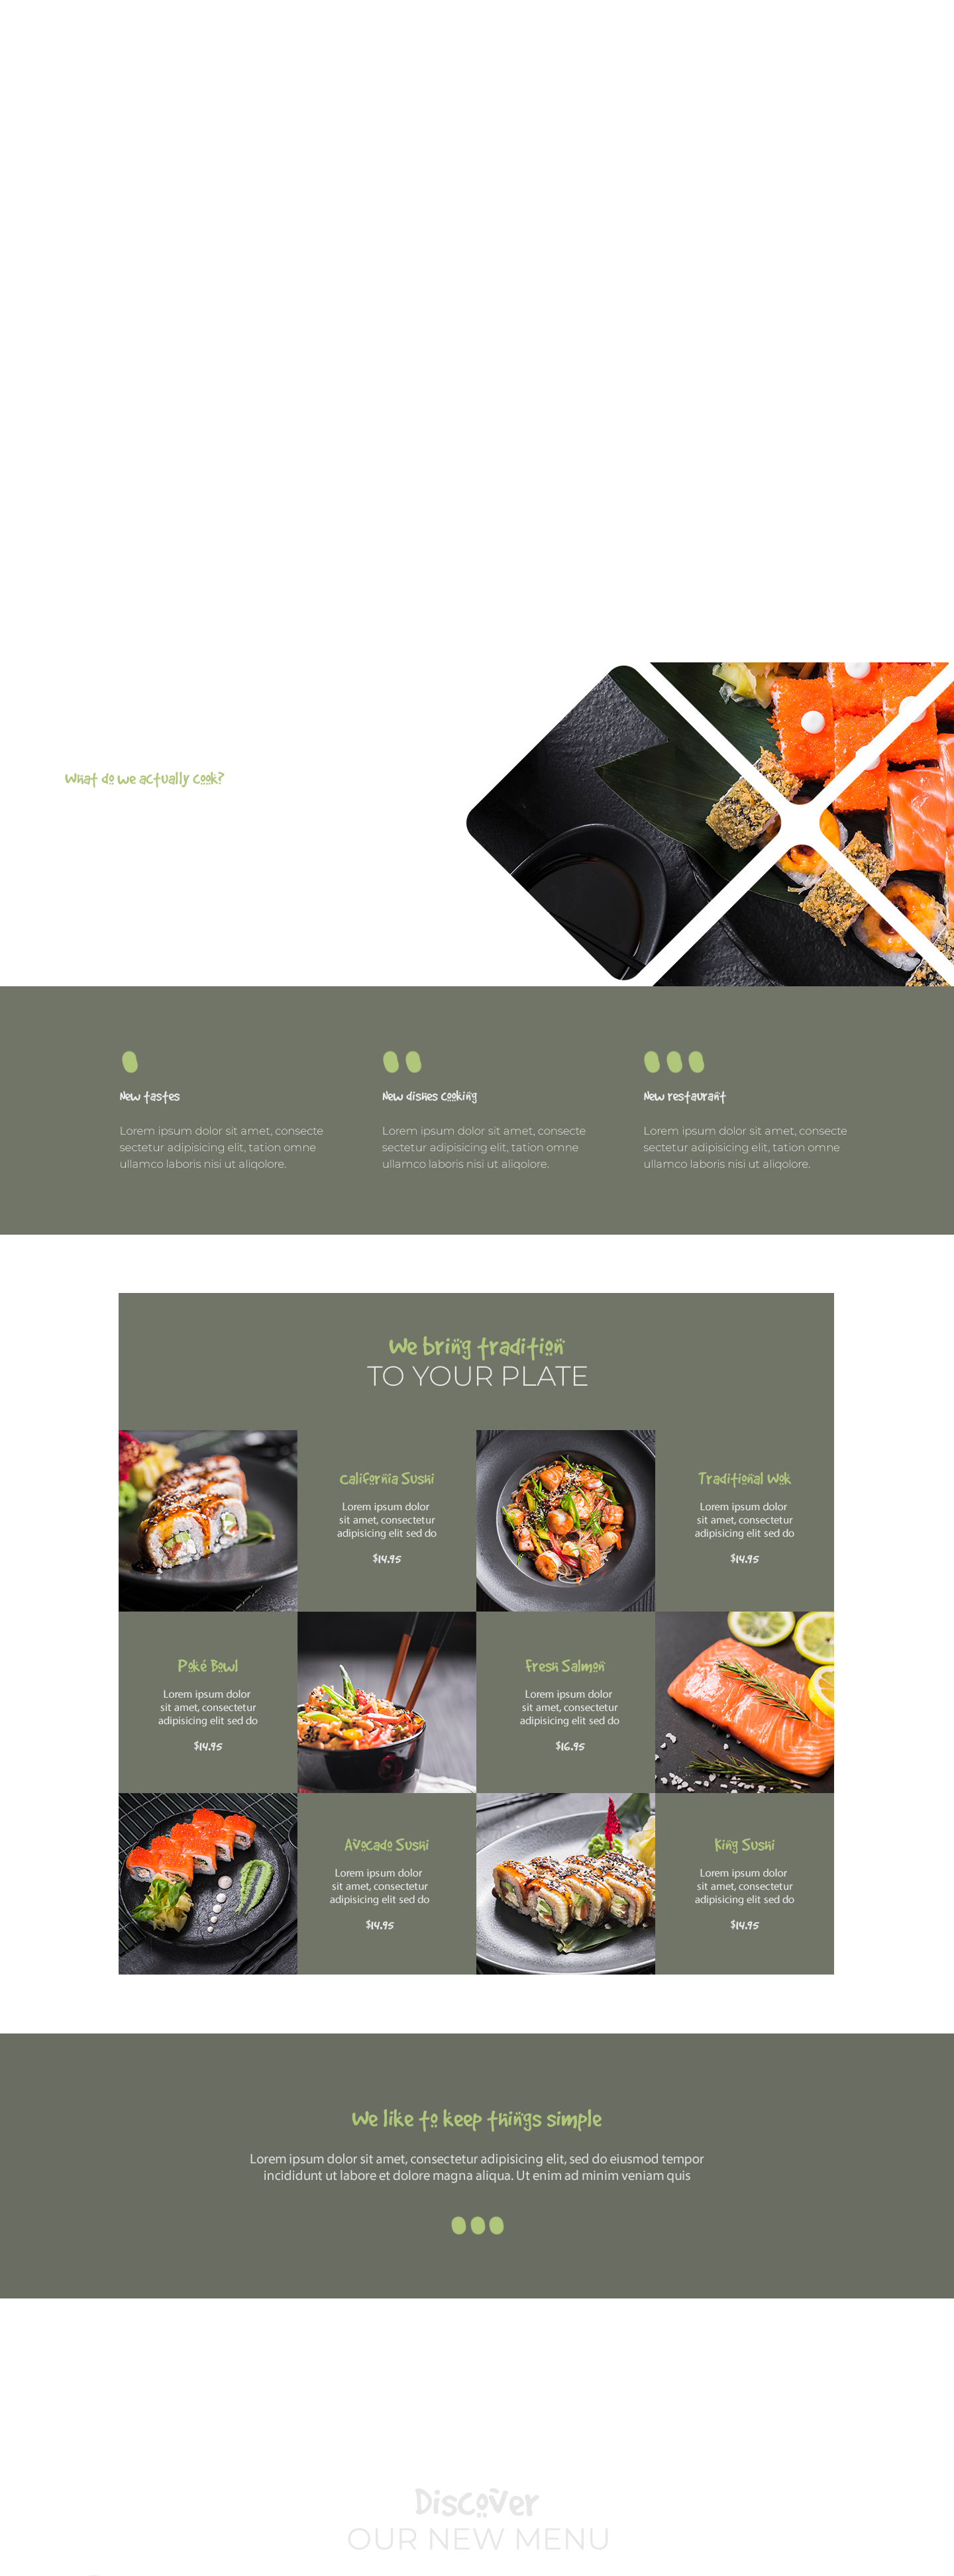 What do we actually cook?
New tastes
Lorem ipsum dolor sit amet, consecte
sectetur adipisicing elit, tation omne
ullamco laboris nisi ut aliqolore.
New dishes cooking
Lorem ipsum dolor sit amet, consecte
sectetur adipisicing elit, tation omne
ullamco laboris nisi ut aliqolore.
New restaurant
Lorem ipsum dolor sit amet, consecte
sectetur adipisicing elit, tation omne
ullamco laboris nisi ut aliqolore.
We bring tradition
TO YOUR PLATE
California Sushi
Lorem ipsum dolor
sit amet, consectetur
adipisicing elit sed do
$14.95
Traditional Wok
Lorem ipsum dolor
sit amet, consectetur
adipisicing elit sed do
$14.95
Poké Bowl
Lorem ipsum dolor
sit amet, consectetur
adipisicing elit sed do
$14.95
Fresh Salmon
Lorem ipsum dolor
sit amet, consectetur
adipisicing elit sed do
$16.95
Avocado Sushi
Lorem ipsum dolor
sit amet, consectetur
adipisicing elit sed do
$14.95
King Sushi
Lorem ipsum dolor
sit amet, consectetur
adipisicing elit sed do
$14.95
We like to keep things simple
Lorem ipsum dolor sit amet, consectetur adipisicing elit, sed do eiusmod tempor
incididunt ut labore et dolore magna aliqua. Ut enim ad minim veniam quis
Discover
OUR NEW MENU